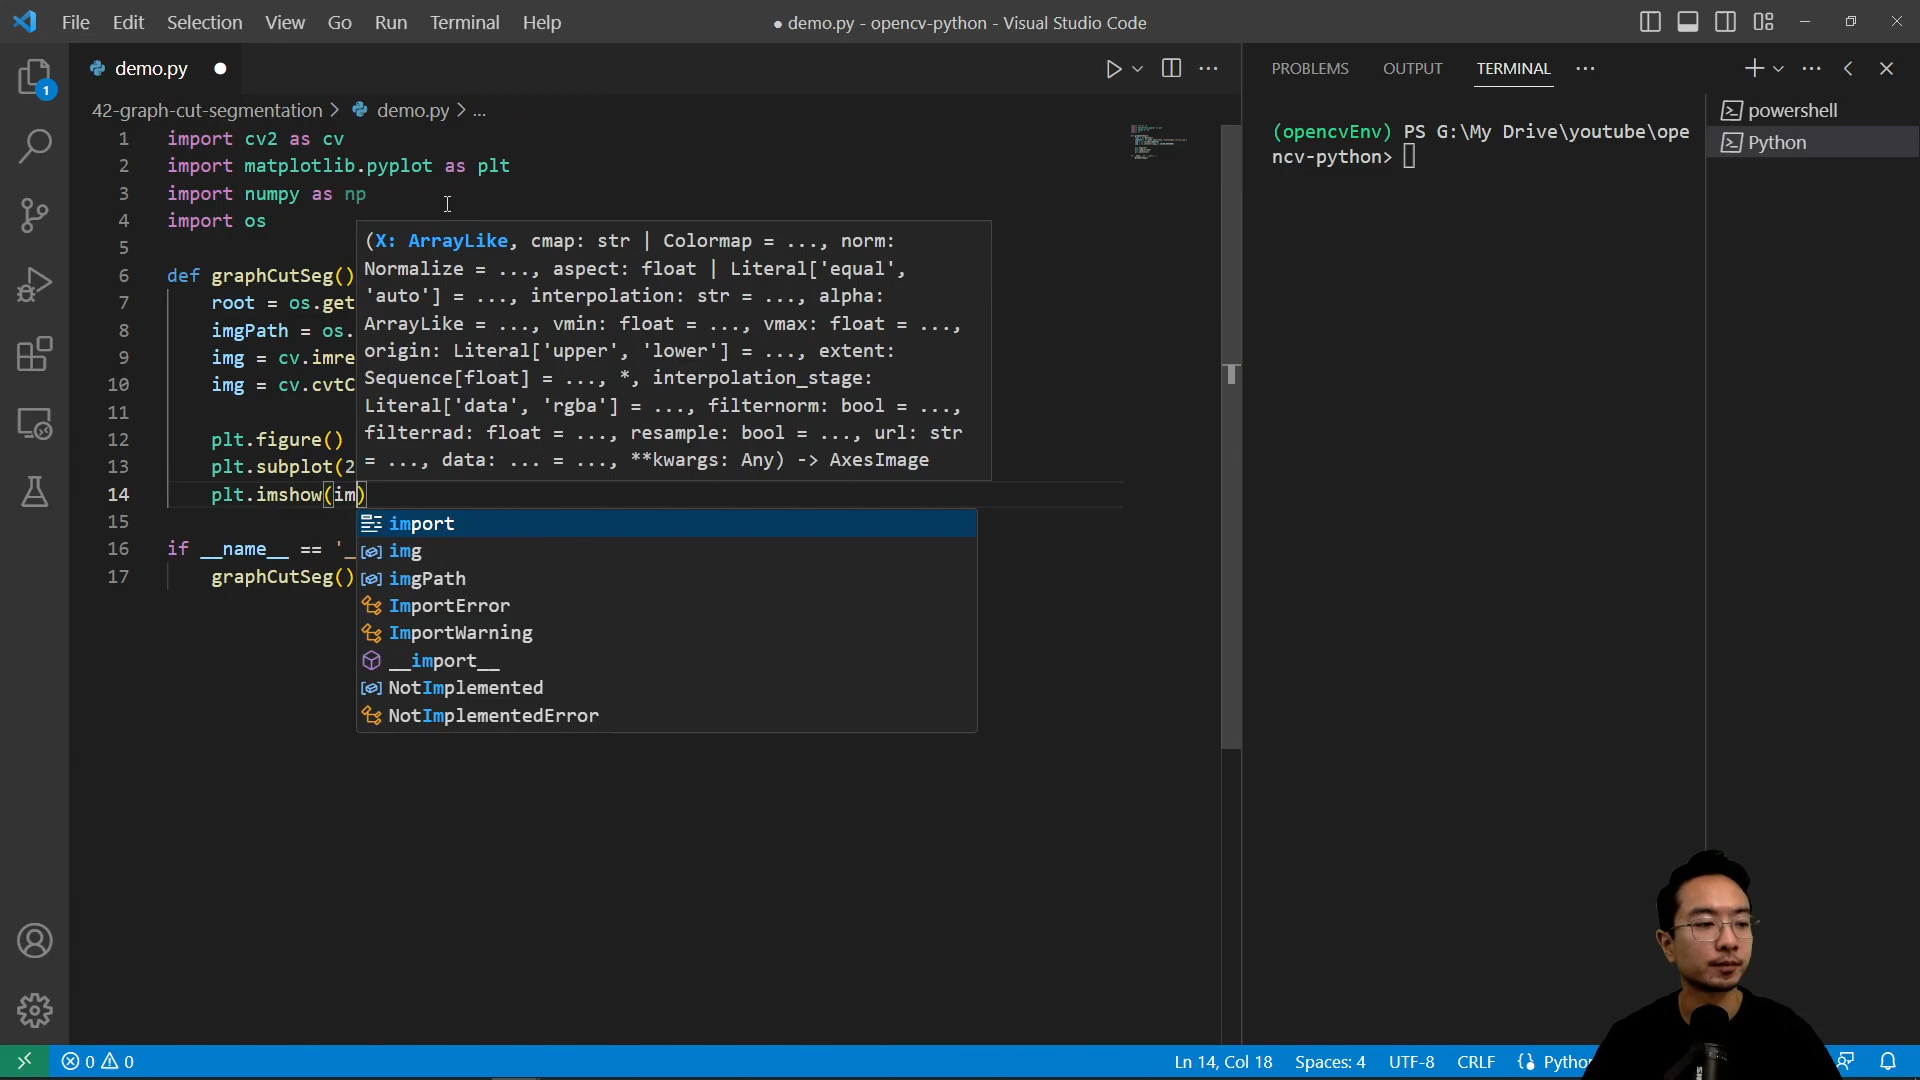 File Edit Selection View Go Run Terminal Help
● demo.py - opencv-python - Visual Studio Code
demo.py
42-graph-cut-segmentation > demo.py > ...
1 import cv2 as cv
2 import matplotlib.pyplot as plt
3 import numpy as np
4 import os
5
6 def graphCutSeg()
7 root = os.get
8 imgPath = os.
9 img = cv.imre
10 img = cv.cvtC
11
12 plt.figure()
13 plt.subplot(2
14 plt.imshow(im)
15
16 if __name__ == '_
17 graphCutSeg()
(X: ArrayLike, cmap: str | Colormap = ..., norm:
Normalize = ..., aspect: float | Literal['equal',
'auto'] = ..., interpolation: str = ..., alpha:
ArrayLike = ..., vmin: float = ..., vmax: float = ...,
origin: Literal['upper', 'lower'] = ..., extent:
Sequence[float] = ..., *, interpolation_stage:
Literal['data', 'rgba'] = ..., filternorm: bool = ...,
filterrad: float = ..., resample: bool = ..., url: str
= ..., data: ... = ..., **kwargs: Any) -> AxesImage
import
img
imgPath
ImportError
ImportWarning
__import__
NotImplemented
NotImplementedError
PROBLEMS OUTPUT TERMINAL ...
(opencvEnv) PS G:\My Drive\youtube\ope
ncv-python>
powershell
Python
1
0 0
Ln 14, Col 18 Spaces: 4 UTF-8 CRLF